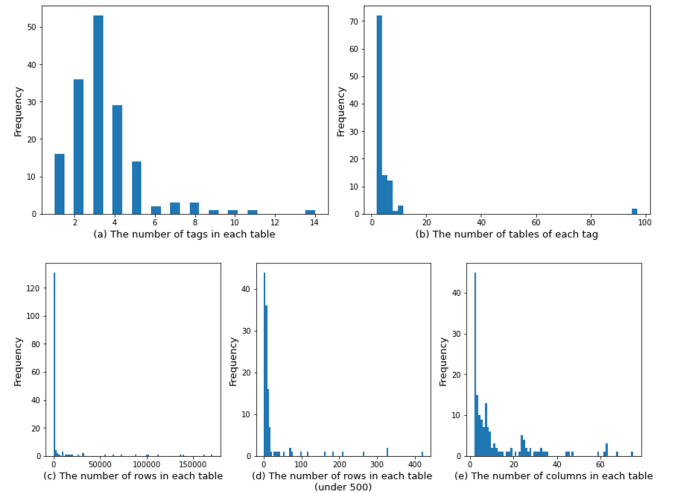 50
40
30
20
10
0
Frequency
2 4 6 8 10 12 14
(a) The number of tags in each table
70
60
50
40
30
20
10
0
Frequency
0 20 40 60 80 100
(b) The number of tables of each tag
120
100
80
60
40
20
0
Frequency
0 50000 100000 150000
(c) The number of rows in each table
40
30
20
10
0
Frequency
0 100 200 300 400
(d) The number of rows in each table
(under 500)
40
30
20
10
0
Frequency
0 20 40 60
(e) The number of columns in each table